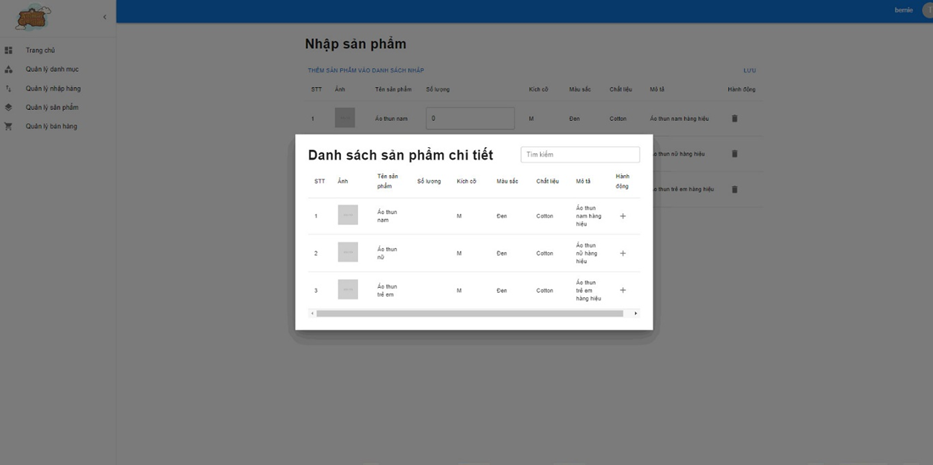 bernie
Trang chủ
Quản lý danh mục
Quản lý nhập hàng
Quản lý sản phẩm
Quản lý bán hàng
Nhập sản phẩm
THÊM SẢN PHẨM VÀO DANH SÁCH NHẬP LƯU
STT Ảnh Tên sản phẩm Số lượng Kích cỡ Màu sắc Chất liệu Mô tả Hành động
1 Áo thun nam 0 M Đen Cotton Áo thun nam hàng hiệu
thun nữ hàng hiệu
thun trẻ em hàng hiệu
Danh sách sản phẩm chi tiết
Tìm kiếm
STT Ảnh Tên sản phẩm Số lượng Kích cỡ Màu sắc Chất liệu Mô tả Hành động
1 Áo thun nam M Đen Cotton Áo thun nam hàng hiệu
2 Áo thun nữ M Đen Cotton Áo thun nữ hàng hiệu
3 Áo thun trẻ em M Đen Cotton Áo thun trẻ em hàng hiệu